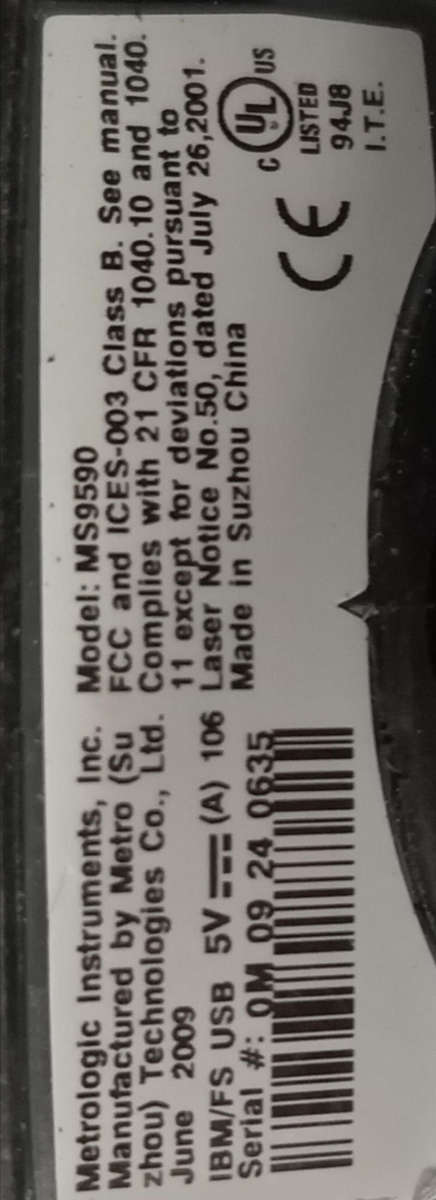 Metrologic Instruments, Inc.
Manufactured by Metro (Su
zhou) Technologies Co., Ltd.
June 2009
IBM/FS USB 5V (A) 106
Serial #: 0M 09 24 0635
Model: MS9590
FCC and ICES-003 Class B. See manual.
Complies with 21 CFR 1040.10 and 1040.
11 except for deviations pursuant to
Laser Notice No.50, dated July 26,2001.
Made in Suzhou China
CE
C UL US
LISTED
94J8
I.T.E.